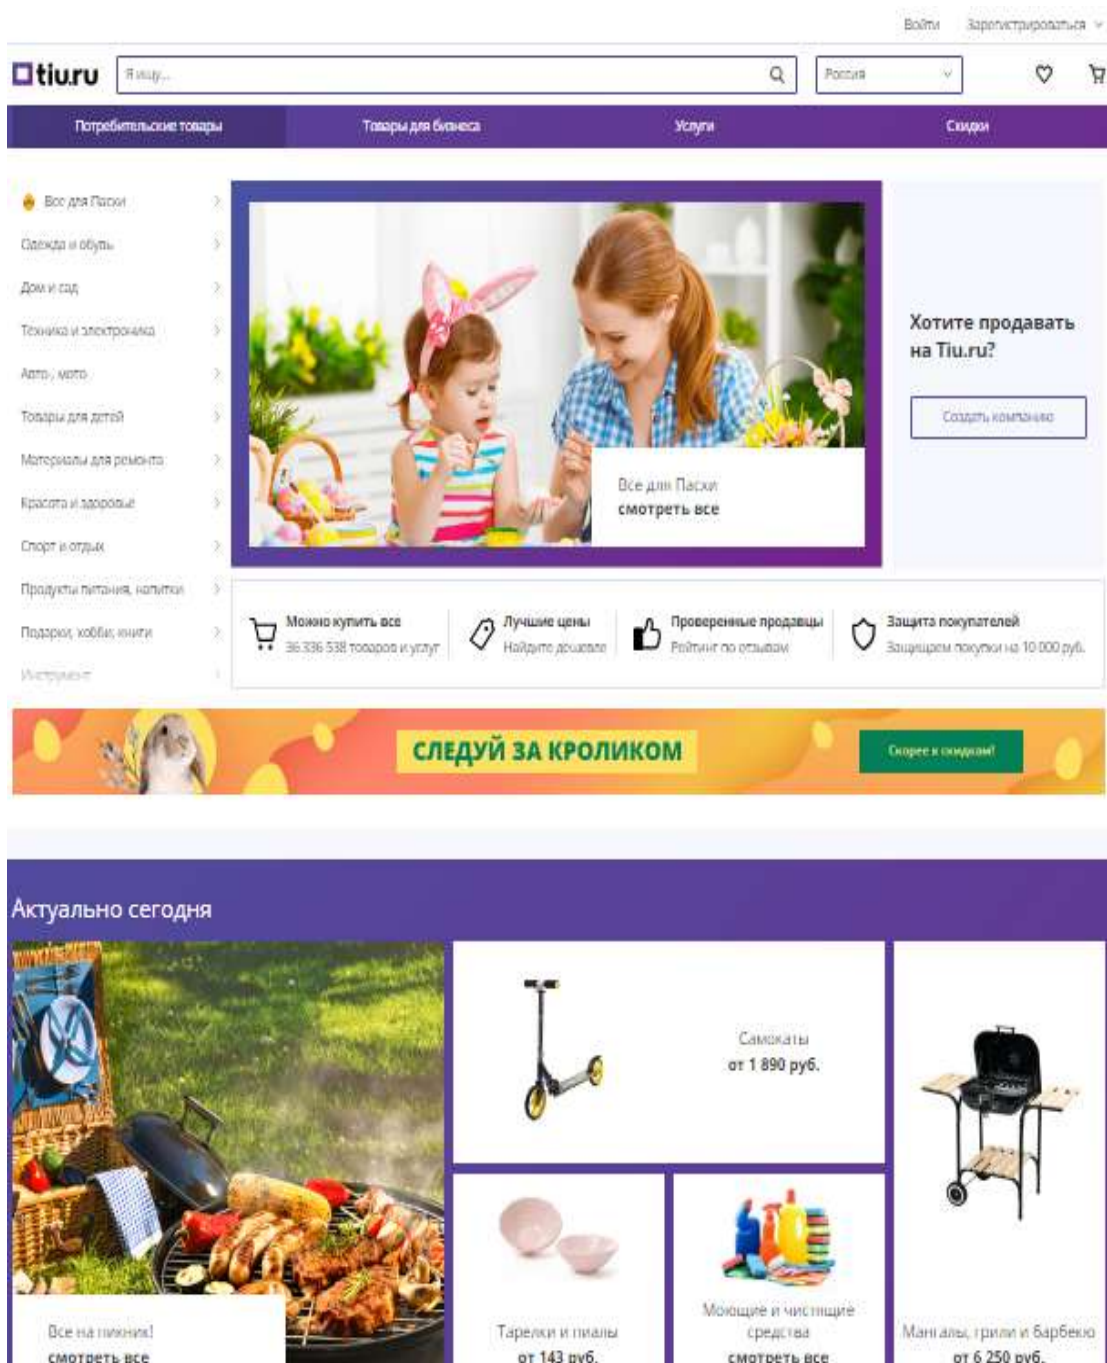 Войти Зарегистрироваться
tiu.ru Я ищу... Россия
Потребительские товары Товары для бизнеса Услуги Скидки
Все для Пасхи
Одежда и обувь
Дом и сад
Техника и электроника
Авто-, мото
Товары для детей
Материалы для ремонта
Красота и здоровье
Спорт и отдых
Продукты питания, напитки
Подарки, хобби, книги
Инструмент
Все для Пасхи
смотреть все
Хотите продавать
на Tiu.ru?
Создать компанию
Можно купить все
36 336 538 товаров и услуг
Лучшие цены
Найдите дешевле
Проверенные продавцы
Рейтинг по отзывам
Защита покупателей
Защищаем покупки на 10 000 руб.
СЛЕДУЙ ЗА КРОЛИКОМ
Скорее к скидкам!
Актуально сегодня
Все на пикник!
смотреть все
Самокаты
от 1 890 руб.
Тарелки и пиалы
от 143 руб.
Моющие и чистящие
средства
смотреть все
Мангалы, грили и барбекю
от 6 250 руб.